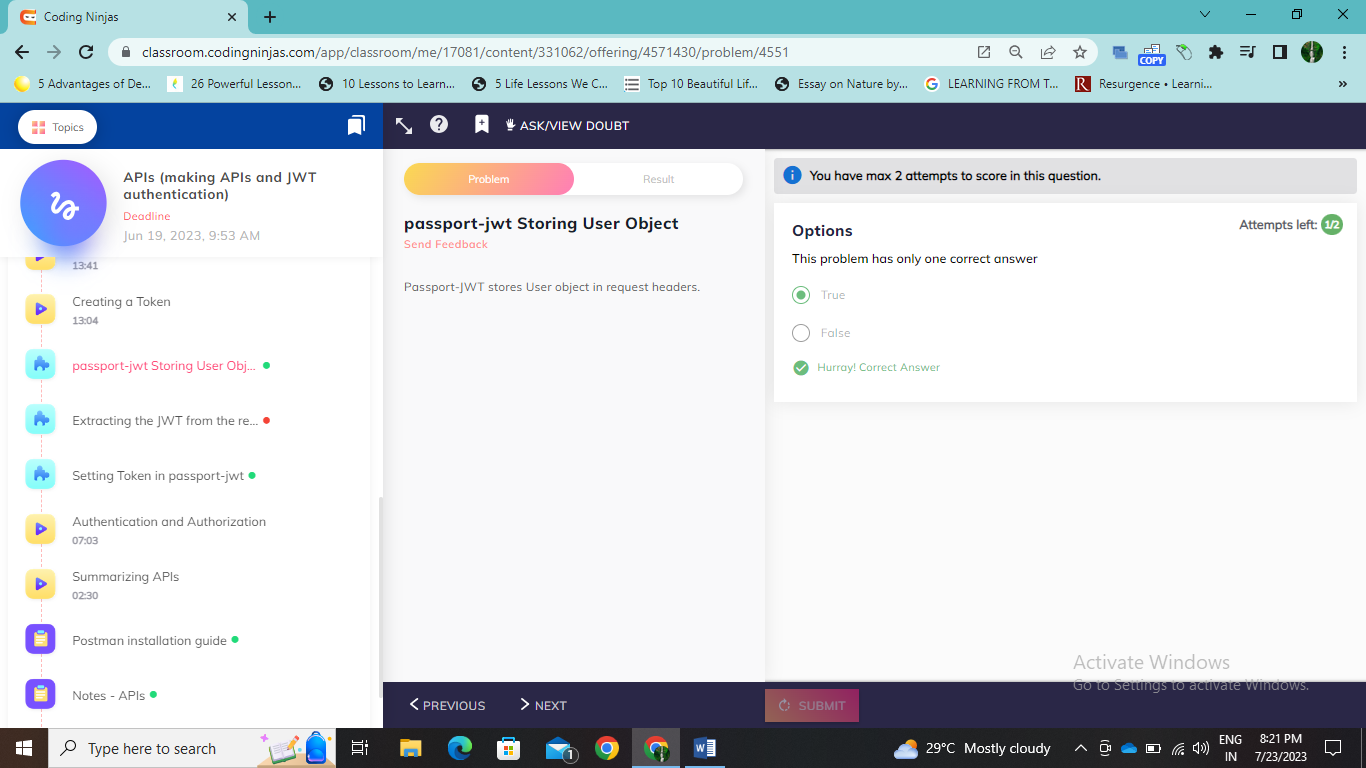 Coding Ninjas
classroom.codingninjas.com/app/classroom/me/17081/content/331062/offering/4571430/problem/4551
COPY
5 Advantages of De...
26 Powerful Lesson...
10 Lessons to Learn...
5 Life Lessons We C...
Top 10 Beautiful Lif...
Essay on Nature by...
LEARNING FROM T...
Resurgence • Learni...
»
Topics
ASK/VIEW DOUBT
APIs (making APIs and JWT
authentication)
Deadline
Jun 19, 2023, 9:53 AM
13:41
Creating a Token
13:04
passport-jwt Storing User Obj...
Extracting the JWT from the re...
Setting Token in passport-jwt
Authentication and Authorization
07:03
Summarizing APIs
02:30
Postman installation guide
Notes - APIs
Problem
Result
passport-jwt Storing User Object
Send Feedback
Passport-JWT stores User object in request headers.
You have max 2 attempts to score in this question.
Options
Attempts left: 1/2
This problem has only one correct answer
True
False
Hurray! Correct Answer
Activate Windows
Go to Settings to activate Windows.
PREVIOUS
NEXT
SUBMIT
Type here to search
1
29°C Mostly cloudy
ENG
IN
8:21 PM
7/23/2023